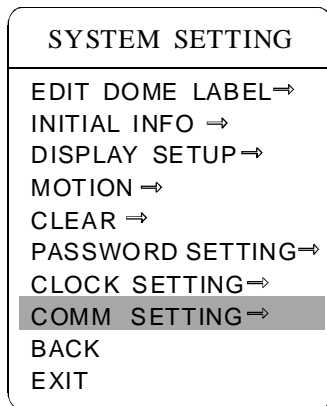 SYSTEM SETTING
EDIT DOME LABEL⇒
INITIAL INFO ⇒
DISPLAY SETUP⇒
MOTION ⇒
CLEAR ⇒
PASSWORD SETTING⇒
CLOCK SETTING⇒
COMM SETTING⇒
BACK
EXIT